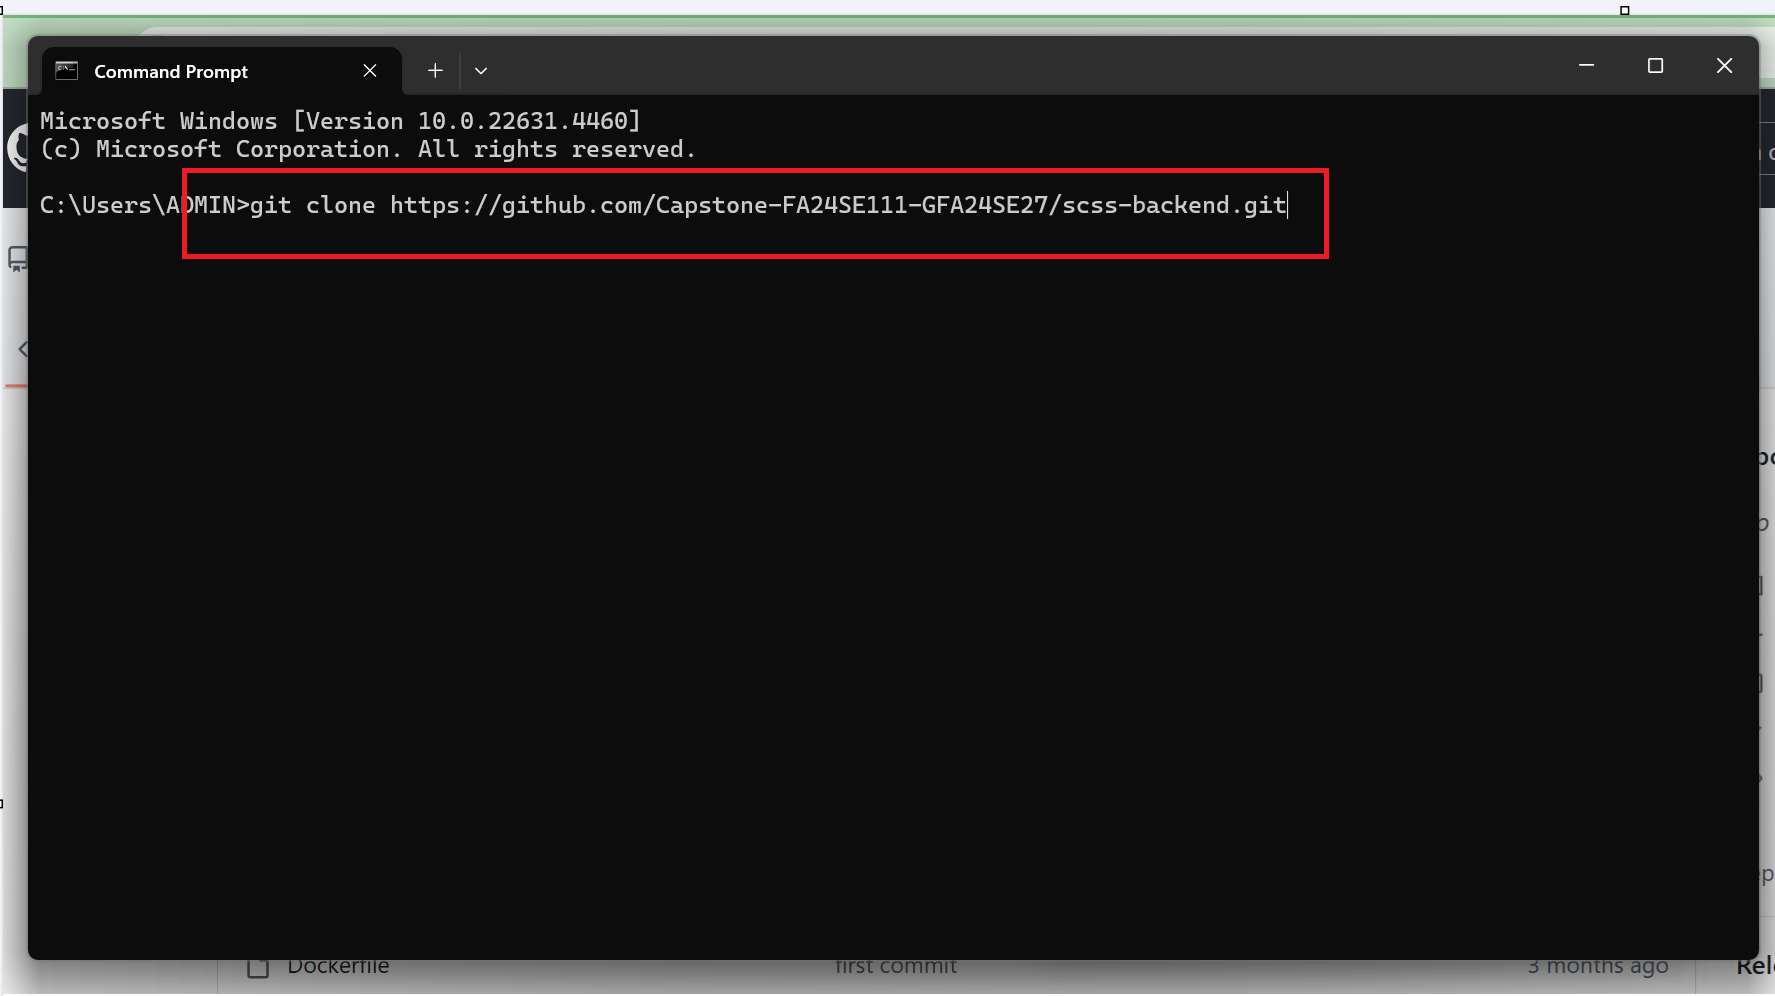 Command Prompt
Microsoft Windows [Version 10.0.22631.4460]
(c) Microsoft Corporation. All rights reserved.
C:\Users\ADMIN>git clone https://github.com/Capstone-FA24SE111-GFA24SE27/scss-backend.git
Dockerfile first commit 3 months ago